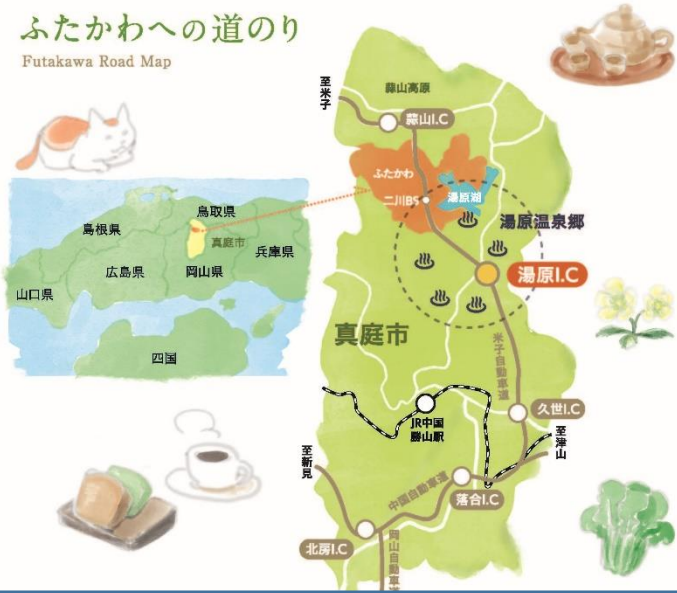 ふたかわへの道のり
Futakawa Road Map
至米子
蒜山高原
蒜山I.C
ふたかわ
二川BS
湯原湖
湯原温泉郷
湯原I.C
鳥取県
島根県
真庭市
兵庫県
広島県
岡山県
山口県
四国
真庭市
米子自動車道
久世I.C
JR中国
勝山駅
至津山
至新見
中国自動車道
落合I.C
北房I.C
岡山自動車道